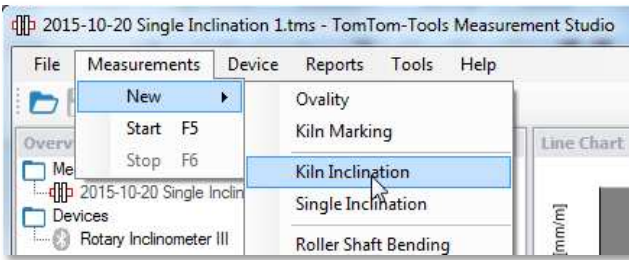 2015-10-20 Single Inclination 1.tms - TomTom-Tools Measurement Studio
File Measurements Device Reports Tools Help
New Ovality
Start F5 Kiln Marking
Overv Line Chart
Stop F6 Kiln Inclination
Me
2015-10-20 Single Inclin Single Inclination
Devices
Rotary Inclinometer III Roller Shaft Bending
[mm/m]